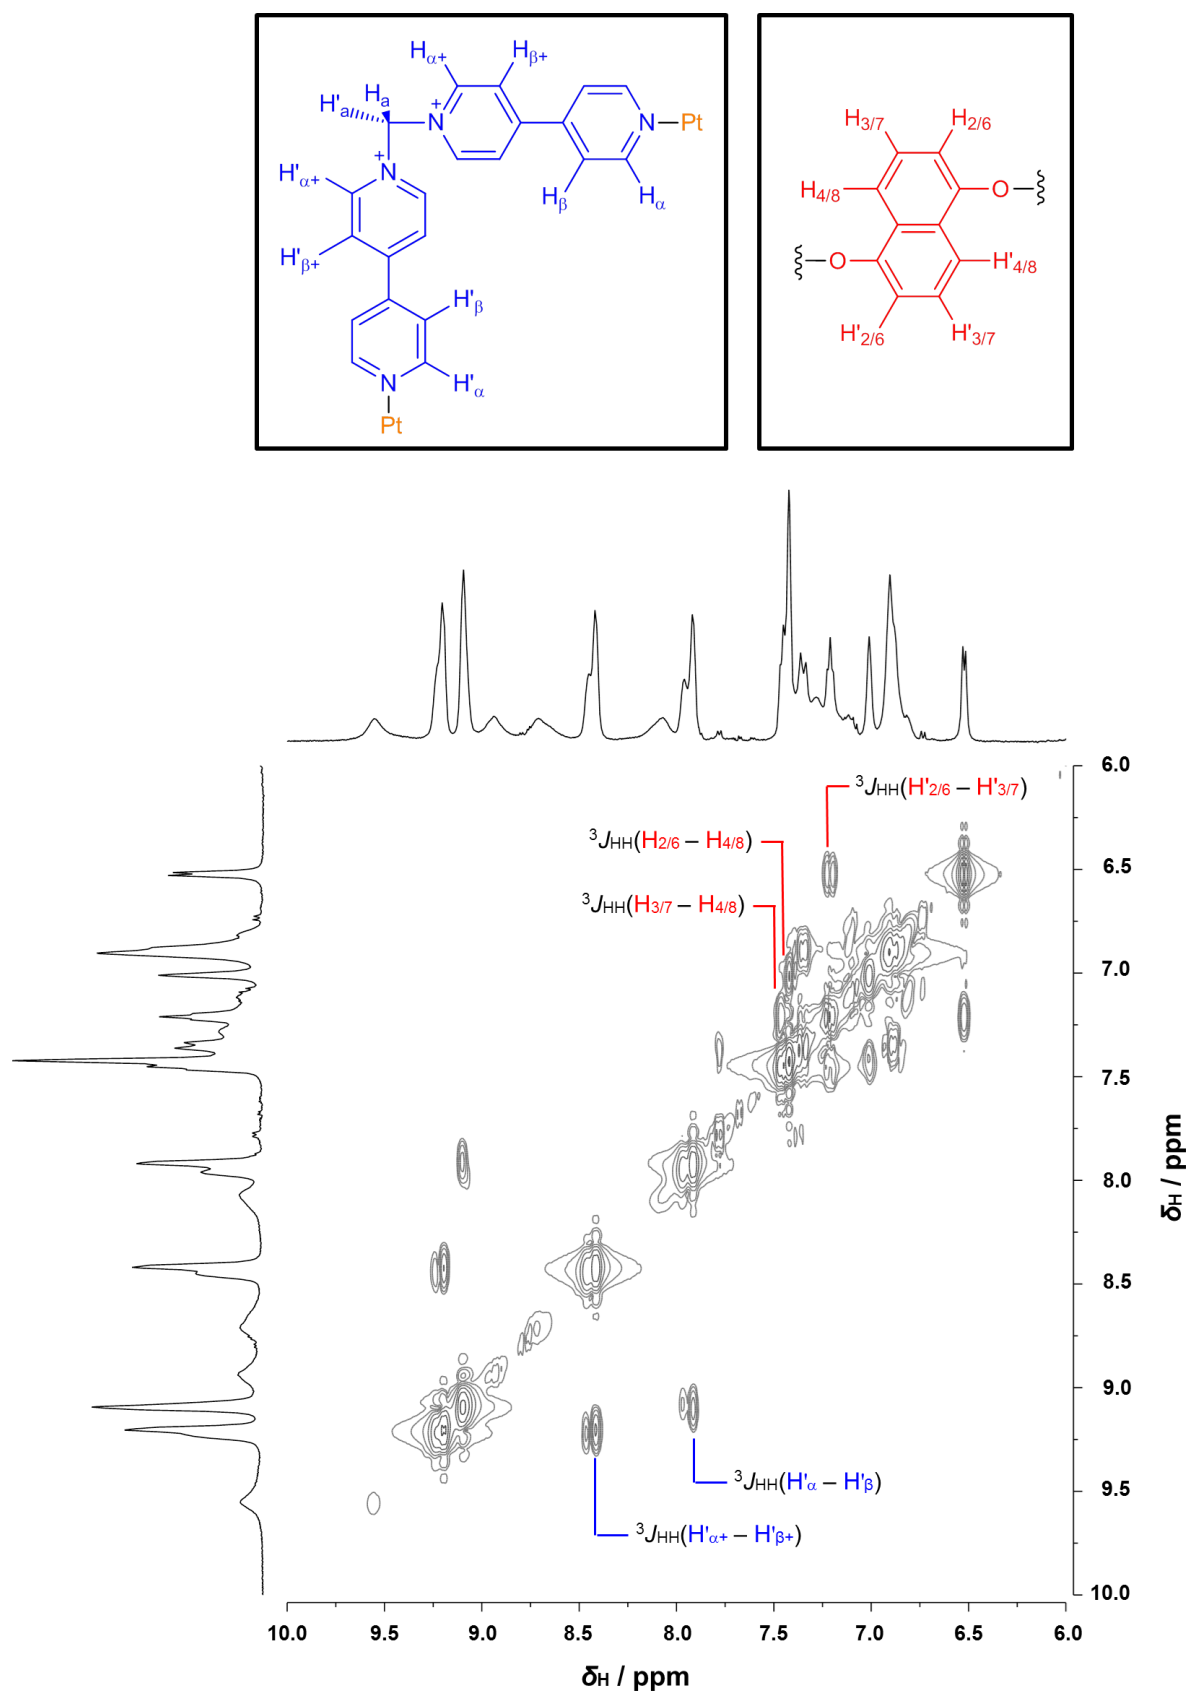 Hα+ Hβ+
H'a Ha + N
+ N N Pt
H'α+ Hβ Hα
H'β+
H'β
N H'α
Pt
H3/7 H2/6
H4/8 O
O H'4/8
H'2/6 H'3/7
³JHH(H'2/6 – H'3/7)
³JHH(H2/6 – H4/8)
³JHH(H3/7 – H4/8)
³JHH(H'α – H'β)
³JHH(H'α+ – H'β+)
6.0
6.5
7.0
7.5
8.0
8.5
9.0
9.5
10.0
δH / ppm
10.0 9.5 9.0 8.5 8.0 7.5 7.0 6.5 6.0
δH / ppm